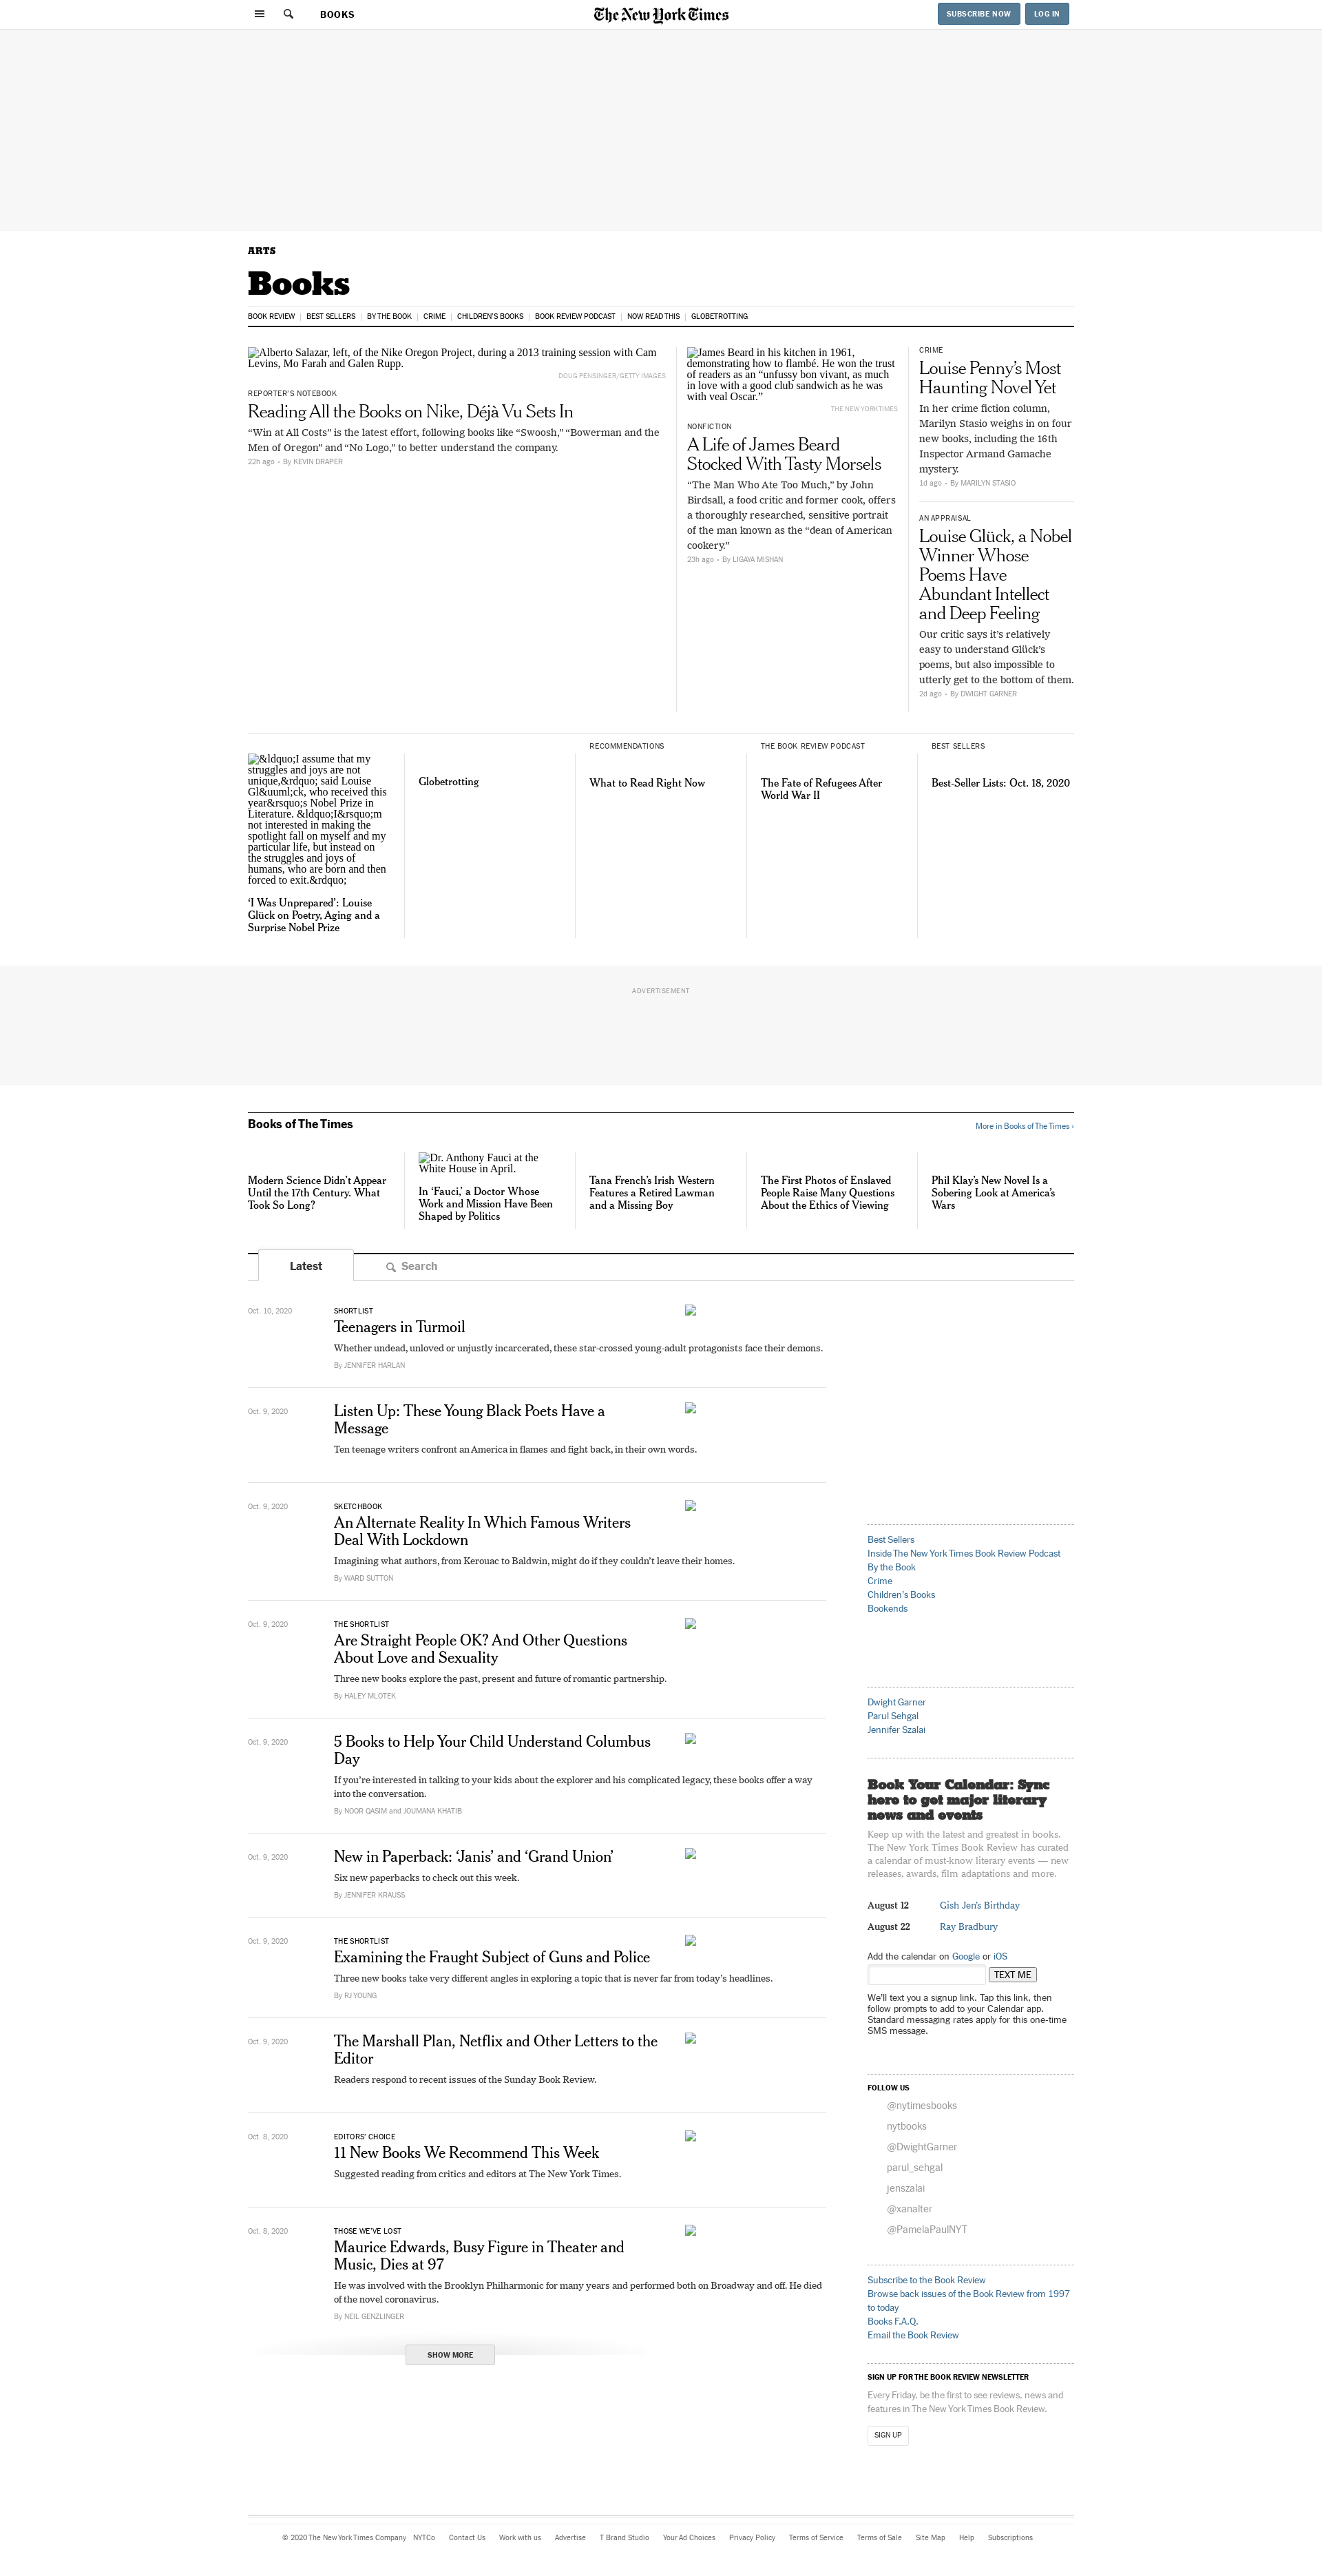 BOOKS
The New York Times
SUBSCRIBE NOW
LOG IN
ARTS
Books
BOOK REVIEW
BEST SELLERS
BY THE BOOK
CRIME
CHILDREN'S BOOKS
BOOK REVIEW PODCAST
NOW READ THIS
GLOBETROTTING
Alberto Salazar, left, of the Nike Oregon Project, during a 2013 training session with Cam
Levins, Mo Farah and Galen Rupp.
DOUG PENSINGER/GETTY IMAGES
REPORTER'S NOTEBOOK
Reading All the Books on Nike, Déjà Vu Sets In
“Win at All Costs” is the latest effort, following books like “Swoosh,” “Bowerman and the
Men of Oregon” and “No Logo,” to better understand the company.
22h ago • By KEVIN DRAPER
James Beard in his kitchen in 1961,
demonstrating how to flambé. He won the trust
of readers as an “unfussy bon vivant, as much
in love with a good club sandwich as he was
with veal Oscar.”
THE NEW YORK TIMES
NONFICTION
A Life of James Beard
Stocked With Tasty Morsels
“The Man Who Ate Too Much,” by John
Birdsall, a food critic and former cook, offers
a thoroughly researched, sensitive portrait
of the man known as the “dean of American
cookery.”
23h ago • By LIGAYA MISHAN
CRIME
Louise Penny’s Most
Haunting Novel Yet
In her crime fiction column,
Marilyn Stasio weighs in on four
new books, including the 16th
Inspector Armand Gamache
mystery.
1d ago • By MARILYN STASIO
AN APPRAISAL
Louise Glück, a Nobel
Winner Whose
Poems Have
Abundant Intellect
and Deep Feeling
Our critic says it’s relatively
easy to understand Glück’s
poems, but also impossible to
utterly get to the bottom of them.
2d ago • By DWIGHT GARNER
&ldquo;I assume that my
struggles and joys are not
unique,&rdquo; said Louise
Gl&uuml;ck, who received this
year&rsquo;s Nobel Prize in
Literature. &ldquo;I&rsquo;m
not interested in making the
spotlight fall on myself and my
particular life, but instead on
the struggles and joys of
humans, who are born and then
forced to exit.&rdquo;
‘I Was Unprepared’: Louise
Glück on Poetry, Aging and a
Surprise Nobel Prize
Globetrotting
RECOMMENDATIONS
What to Read Right Now
THE BOOK REVIEW PODCAST
The Fate of Refugees After
World War II
BEST SELLERS
Best-Seller Lists: Oct. 18, 2020
ADVERTISEMENT
Books of The Times
More in Books of The Times ›
Modern Science Didn’t Appear
Until the 17th Century. What
Took So Long?
Dr. Anthony Fauci at the
White House in April.
In ‘Fauci,’ a Doctor Whose
Work and Mission Have Been
Shaped by Politics
Tana French’s Irish Western
Features a Retired Lawman
and a Missing Boy
The First Photos of Enslaved
People Raise Many Questions
About the Ethics of Viewing
Phil Klay’s New Novel Is a
Sobering Look at America’s
Wars
Latest
Search
Oct. 10, 2020
SHORTLIST
Teenagers in Turmoil
Whether undead, unloved or unjustly incarcerated, these star-crossed young-adult protagonists face their demons.
By JENNIFER HARLAN
Oct. 9, 2020
Listen Up: These Young Black Poets Have a
Message
Ten teenage writers confront an America in flames and fight back, in their own words.
Oct. 9, 2020
SKETCHBOOK
An Alternate Reality In Which Famous Writers
Deal With Lockdown
Imagining what authors, from Kerouac to Baldwin, might do if they couldn’t leave their homes.
By WARD SUTTON
Oct. 9, 2020
THE SHORTLIST
Are Straight People OK? And Other Questions
About Love and Sexuality
Three new books explore the past, present and future of romantic partnership.
By HALEY MLOTEK
Oct. 9, 2020
5 Books to Help Your Child Understand Columbus
Day
If you’re interested in talking to your kids about the explorer and his complicated legacy, these books offer a way
into the conversation.
By NOOR QASIM and JOUMANA KHATIB
Oct. 9, 2020
New in Paperback: ‘Janis’ and ‘Grand Union’
Six new paperbacks to check out this week.
By JENNIFER KRAUSS
Oct. 9, 2020
THE SHORTLIST
Examining the Fraught Subject of Guns and Police
Three new books take very different angles in exploring a topic that is never far from today’s headlines.
By RJ YOUNG
Oct. 9, 2020
The Marshall Plan, Netflix and Other Letters to the
Editor
Readers respond to recent issues of the Sunday Book Review.
Oct. 8, 2020
EDITORS’ CHOICE
11 New Books We Recommend This Week
Suggested reading from critics and editors at The New York Times.
Oct. 8, 2020
THOSE WE’VE LOST
Maurice Edwards, Busy Figure in Theater and
Music, Dies at 97
He was involved with the Brooklyn Philharmonic for many years and performed both on Broadway and off. He died
of the novel coronavirus.
By NEIL GENZLINGER
SHOW MORE
Best Sellers
Inside The New York Times Book Review Podcast
By the Book
Crime
Children’s Books
Bookends
Dwight Garner
Parul Sehgal
Jennifer Szalai
Book Your Calendar: Sync
here to get major literary
news and events
Keep up with the latest and greatest in books.
The New York Times Book Review has curated
a calendar of must-know literary events — new
releases, awards, film adaptations and more.
August 12 Gish Jen’s Birthday
August 22 Ray Bradbury
Add the calendar on Google or iOS
TEXT ME
We’ll text you a signup link. Tap this link, then
follow prompts to add to your Calendar app.
Standard messaging rates apply for this one-time
SMS message.
FOLLOW US
@nytimesbooks
nytbooks
@DwightGarner
parul_sehgal
jenszalai
@xanalter
@PamelaPaulNYT
Subscribe to the Book Review
Browse back issues of the Book Review from 1997
to today
Books F.A.Q.
Email the Book Review
SIGN UP FOR THE BOOK REVIEW NEWSLETTER
Every Friday, be the first to see reviews, news and
features in The New York Times Book Review.
SIGN UP
© 2020 The New York Times Company NYTCo Contact Us Work with us Advertise T Brand Studio Your Ad Choices Privacy Policy Terms of Service Terms of Sale Site Map Help Subscriptions